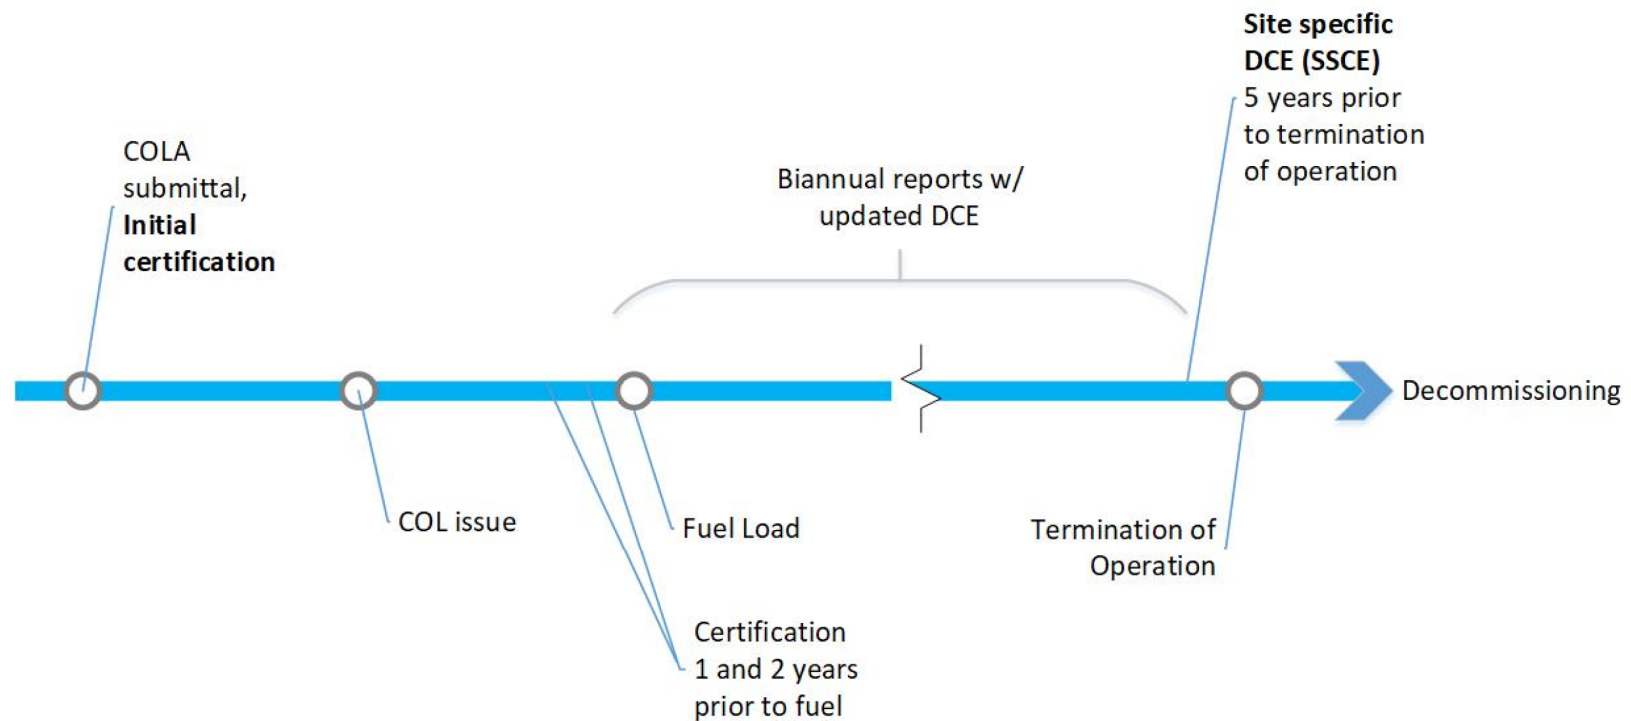 COLA
submittal,
Initial
certification
Biannual reports w/
updated DCE
Site specific
DCE (SSCE)
5 years prior
to termination
of operation
Decommissioning
COL issue
Fuel Load
Termination of
Operation
Certification
1 and 2 years
prior to fuel